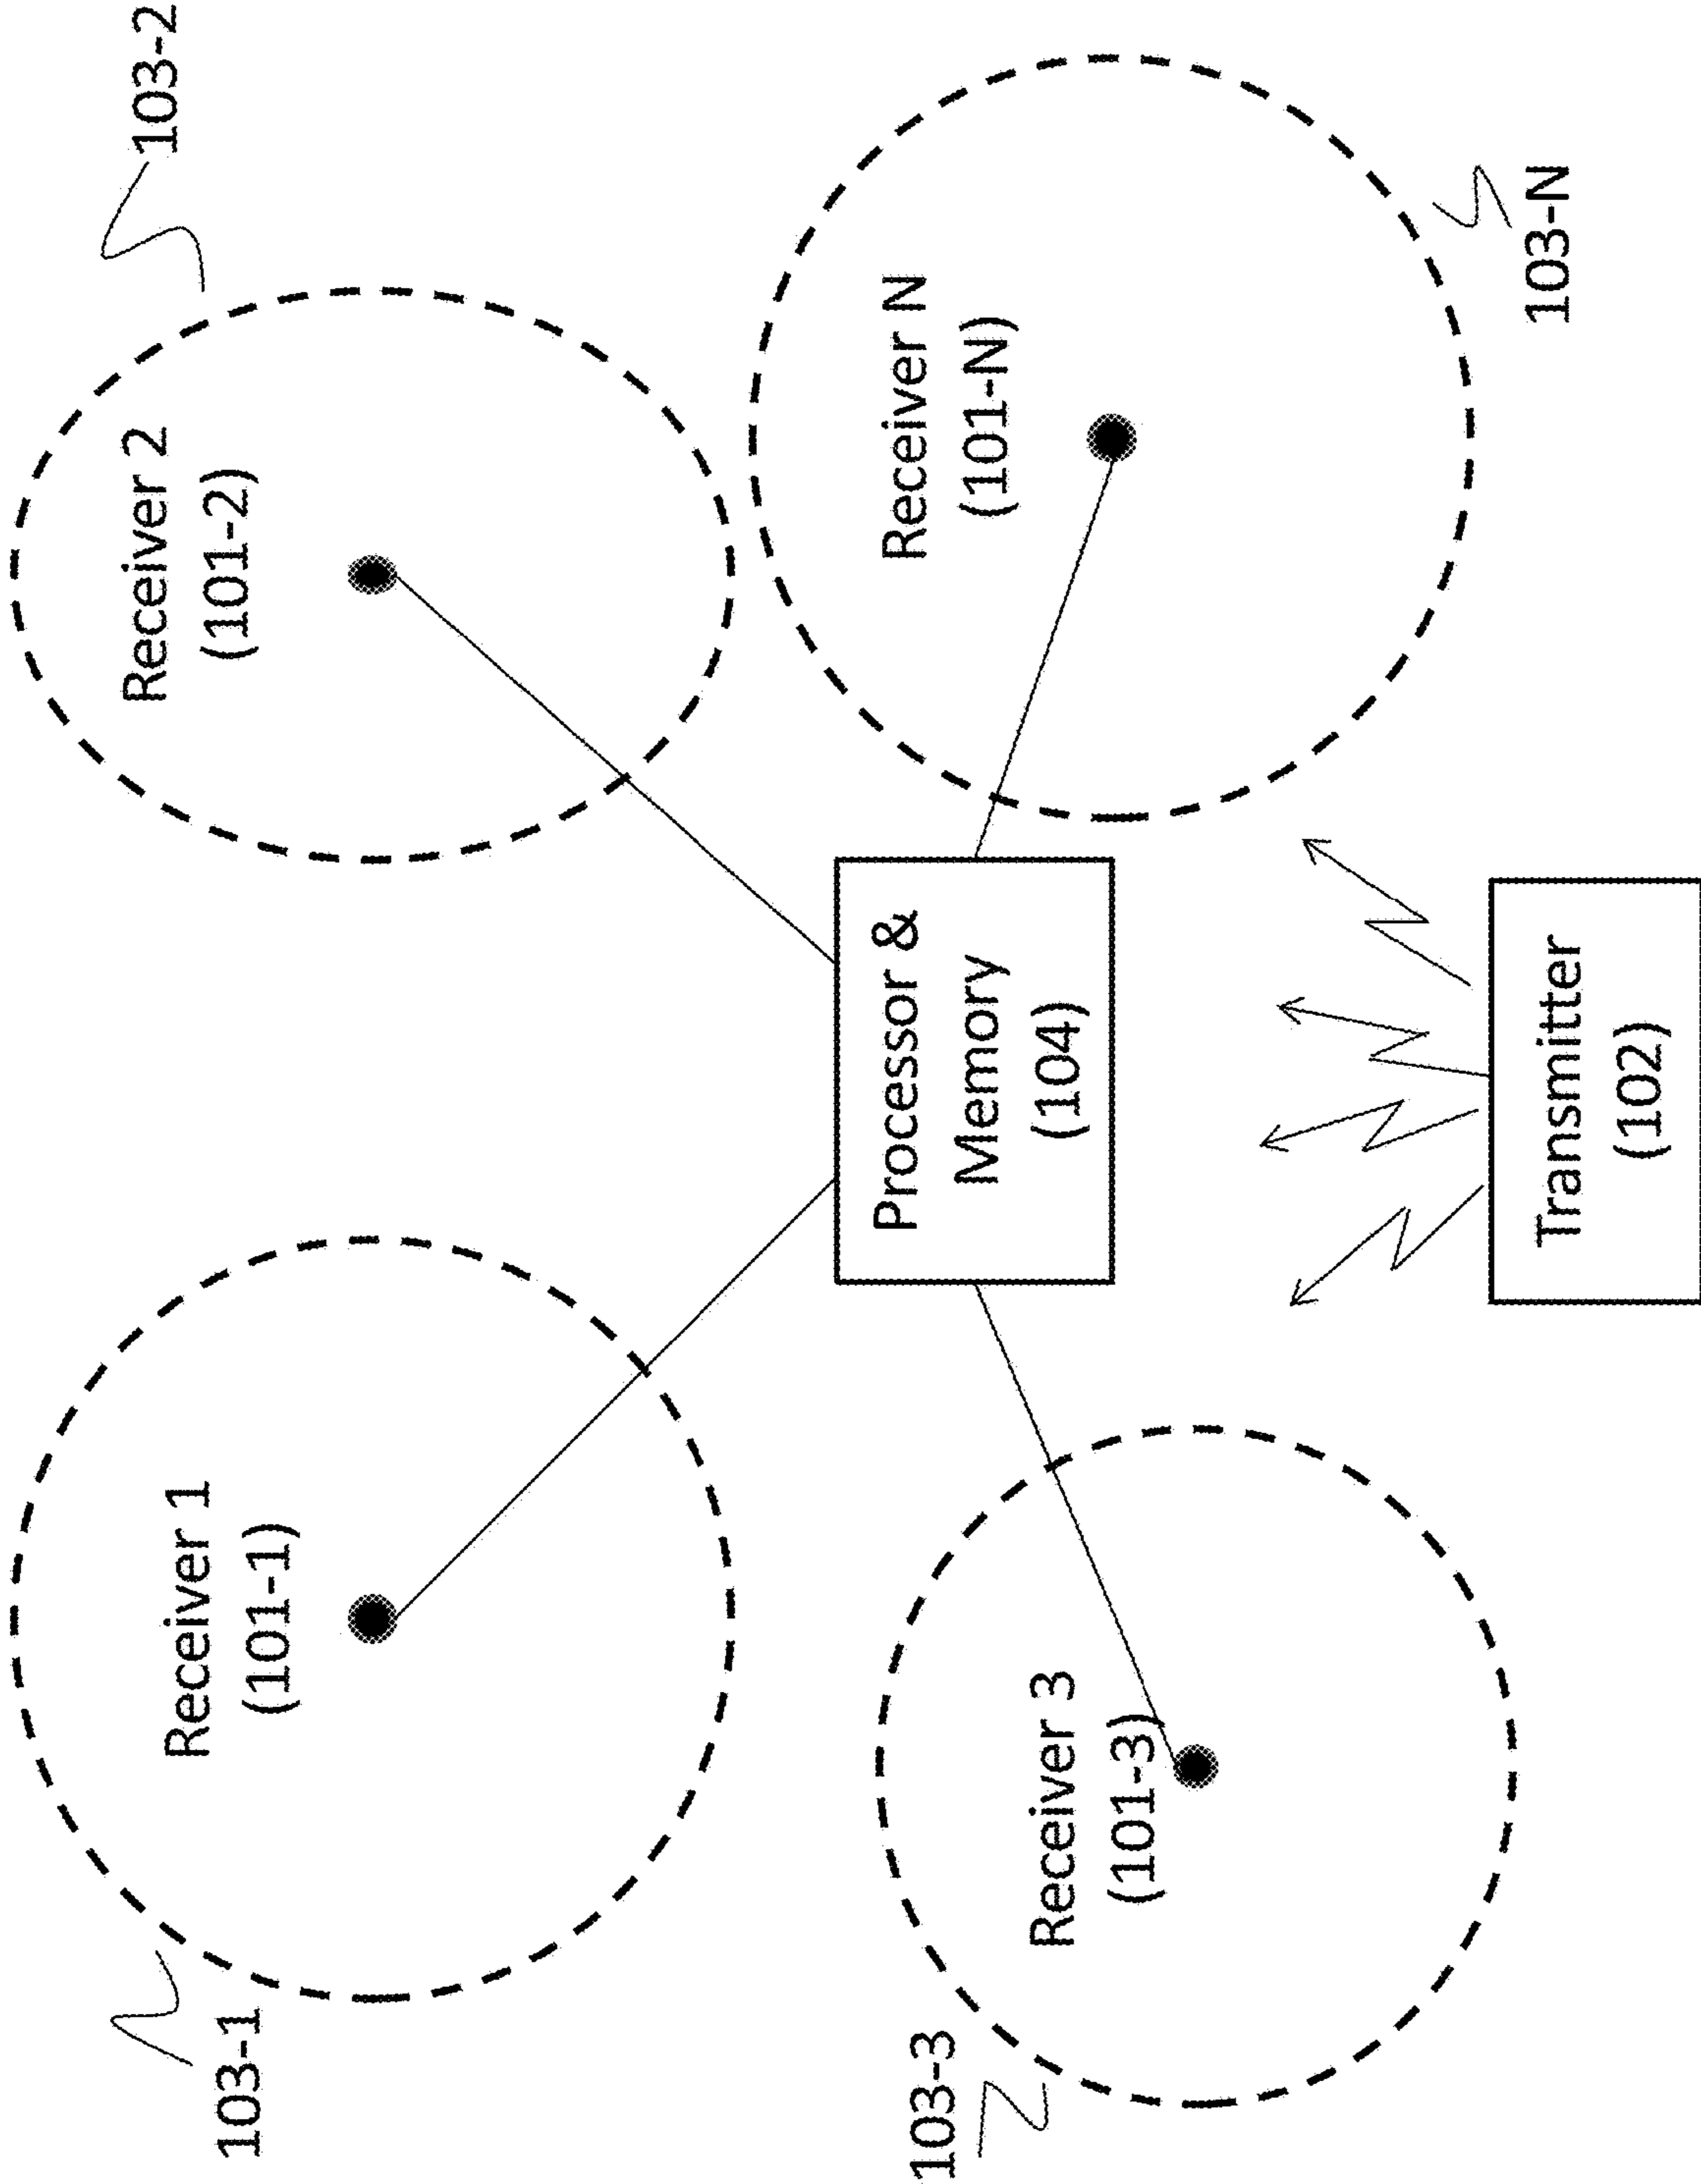 103-1
Receiver 1
(101-1)
Receiver 2
(101-2)
103-2
103-3
Receiver 3
(101-3)
Processor &
Memory
(104)
Receiver N
(101-N)
103-N
Transmitter
(102)